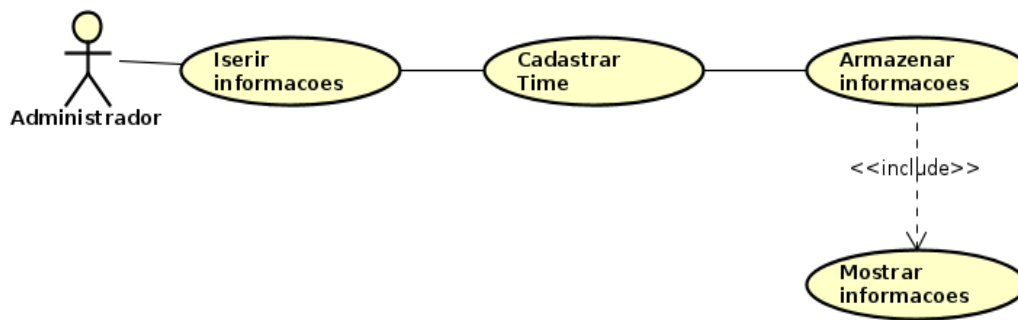 Administrador
Iserir
informacoes
Cadastrar
Time
Armazenar
informacoes
<<include>>
Mostrar
informacoes